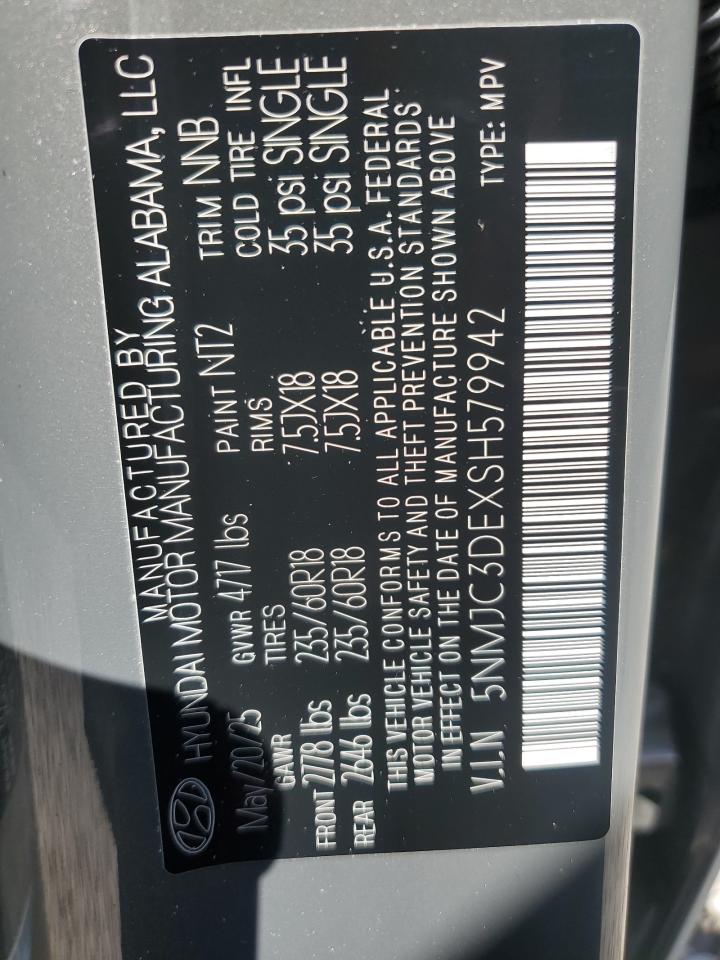 MANUFACTURED BY
HYUNDAI MOTOR MANUFACTURING ALABAMA, LLC
May/20/25 GVWR 4717 lbs PAINT NT2 TRIM NNB
GAWR TIRES RIMS COLD TIRE INFL
FRONT 2778 lbs 235/60R18 7.5JX18 35 psi SINGLE
REAR 2646 lbs 235/60R18 7.5JX18 35 psi SINGLE
THIS VEHICLE CONFORMS TO ALL APPLICABLE U.S.A. FEDERAL
MOTOR VEHICLE SAFETY AND THEFT PREVENTION STANDARDS
IN EFFECT ON THE DATE OF MANUFACTURE SHOWN ABOVE
V.I.N 5NMJC3DEXSH579942 TYPE: MPV